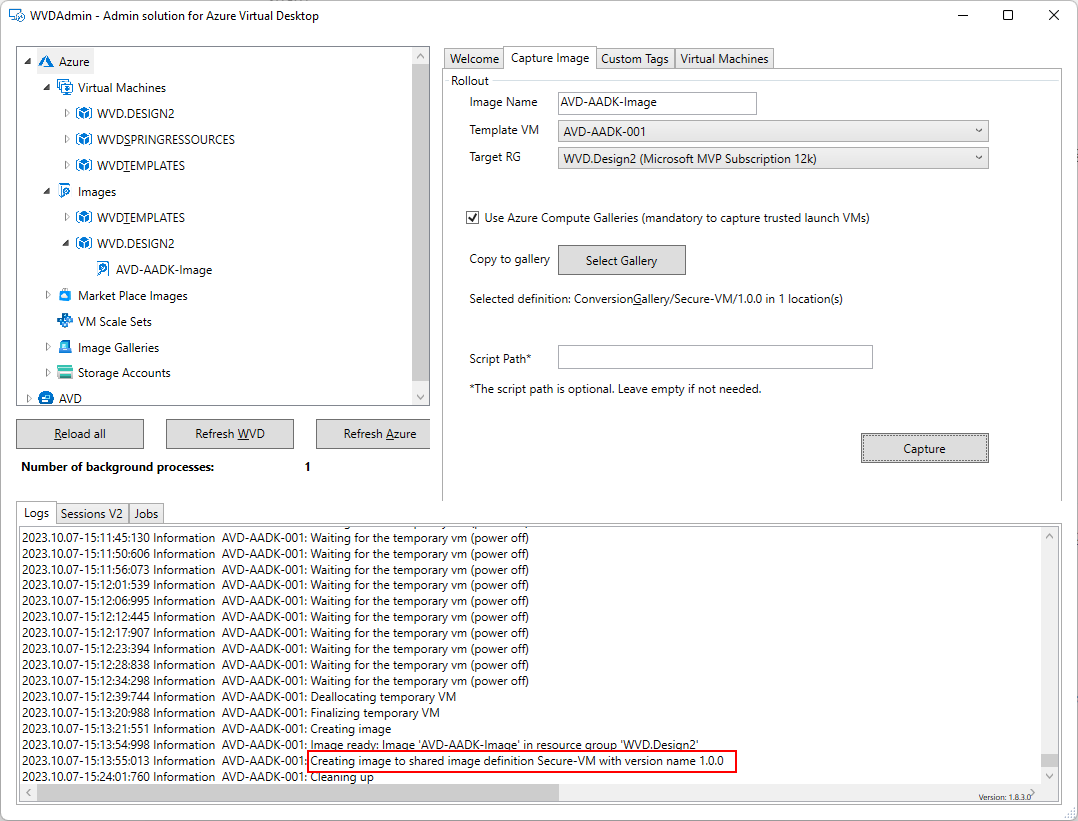 WVDAdmin - Admin solution for Azure Virtual Desktop
Azure
Virtual Machines
WVD.DESIGN2
WVDSPRINGRESSOURCES
WVDTEMPLATES
Images
WVDTEMPLATES
WVD.DESIGN2
AVD-AADK-Image
Market Place Images
VM Scale Sets
Image Galleries
Storage Accounts
AVD
Reload all
Refresh WVD
Refresh Azure
Number of background processes: 1
Welcome
Capture Image
Custom Tags
Virtual Machines
Rollout
Image Name
AVD-AADK-Image
Template VM
AVD-AADK-001
Target RG
WVD.Design2 (Microsoft MVP Subscription 12k)
Use Azure Compute Galleries (mandatory to capture trusted launch VMs)
Copy to gallery
Select Gallery
Selected definition: ConversionGallery/Secure-VM/1.0.0 in 1 location(s)
Script Path*
*The script path is optional. Leave empty if not needed.
Capture
Logs
Sessions V2
Jobs
2023.10.07-15:11:45:130 Information AVD-AADK-001: Waiting for the temporary vm (power off)
2023.10.07-15:11:50:606 Information AVD-AADK-001: Waiting for the temporary vm (power off)
2023.10.07-15:11:56:073 Information AVD-AADK-001: Waiting for the temporary vm (power off)
2023.10.07-15:12:01:539 Information AVD-AADK-001: Waiting for the temporary vm (power off)
2023.10.07-15:12:06:995 Information AVD-AADK-001: Waiting for the temporary vm (power off)
2023.10.07-15:12:12:445 Information AVD-AADK-001: Waiting for the temporary vm (power off)
2023.10.07-15:12:17:907 Information AVD-AADK-001: Waiting for the temporary vm (power off)
2023.10.07-15:12:23:394 Information AVD-AADK-001: Waiting for the temporary vm (power off)
2023.10.07-15:12:28:838 Information AVD-AADK-001: Waiting for the temporary vm (power off)
2023.10.07-15:12:34:298 Information AVD-AADK-001: Waiting for the temporary vm (power off)
2023.10.07-15:12:39:744 Information AVD-AADK-001: Deallocating temporary VM
2023.10.07-15:13:20:988 Information AVD-AADK-001: Finalizing temporary VM
2023.10.07-15:13:21:551 Information AVD-AADK-001: Creating image
2023.10.07-15:13:54:998 Information AVD-AADK-001: Image ready: Image 'AVD-AADK-Image' in resource group 'WVD.Design2'
2023.10.07-15:13:55:013 Information AVD-AADK-001: Creating image to shared image definition Secure-VM with version name 1.0.0
2023.10.07-15:24:01:760 Information AVD-AADK-001: Cleaning up
Version: 1.8.3.0